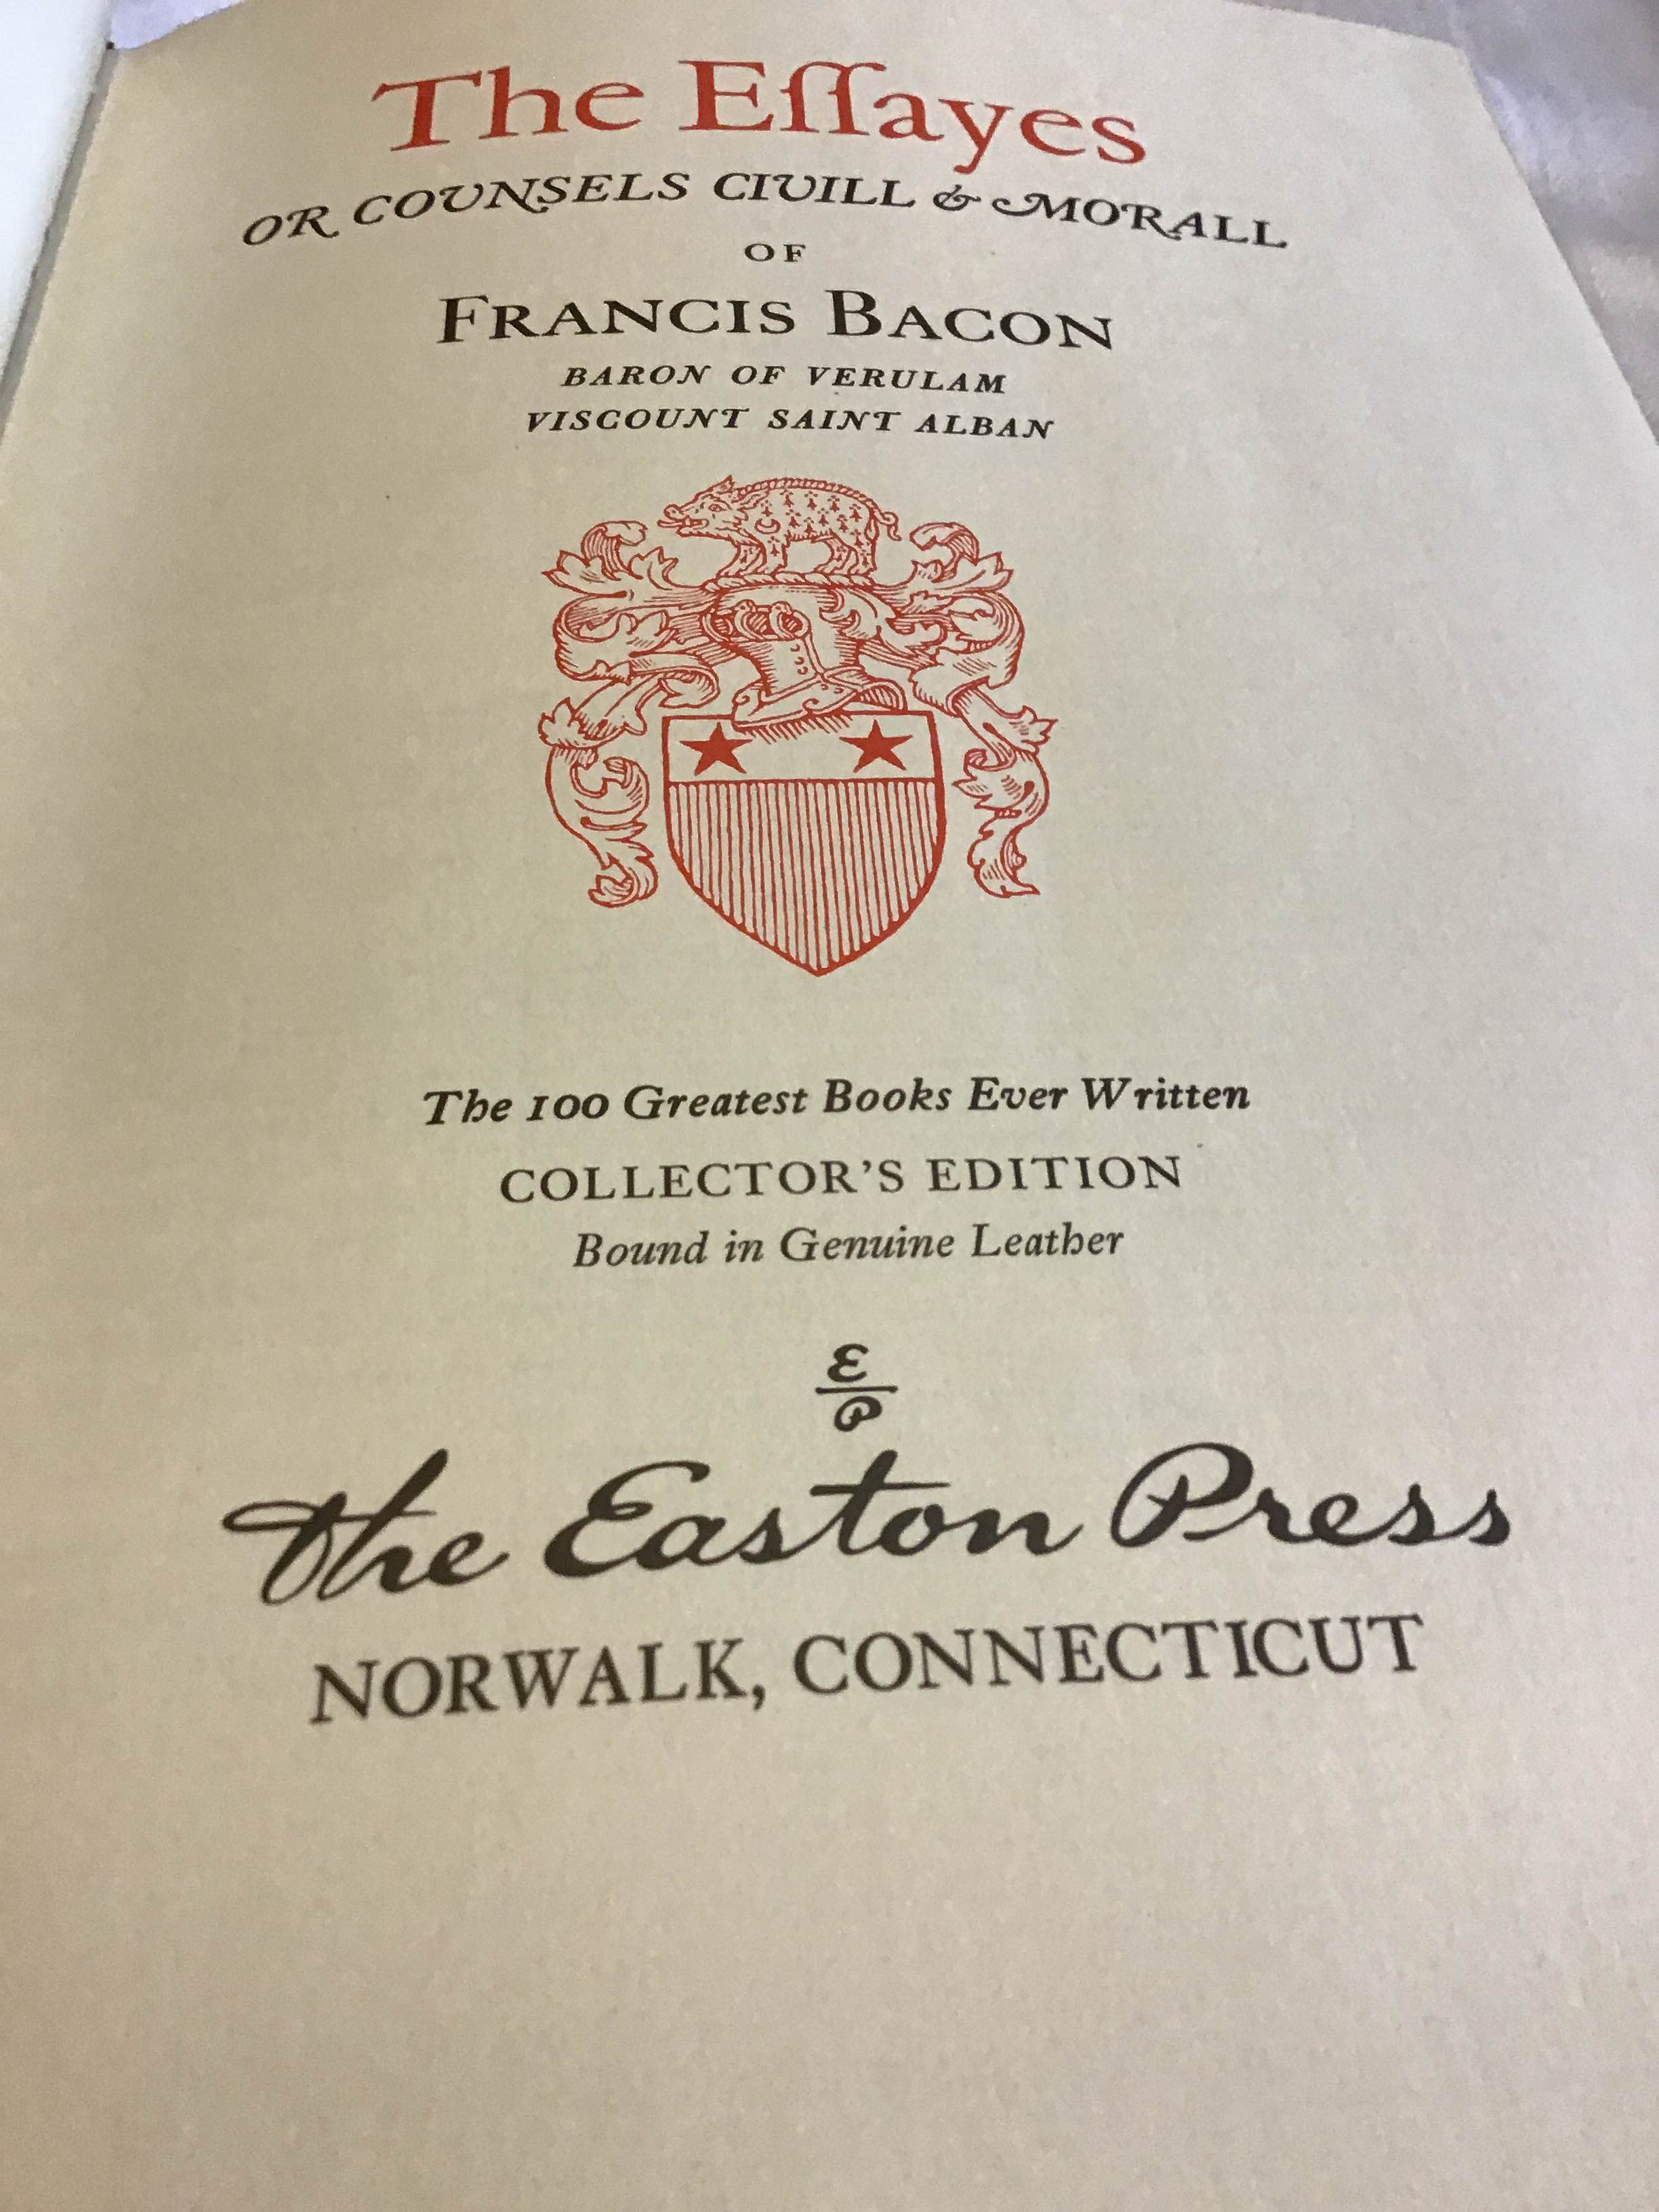 The Eſſayes
OR COUNSELS CIUILL & MORALL
OF
FRANCIS BACON
BARON OF VERULAM
VISCOUNT SAINT ALBAN
The 100 Greatest Books Ever Written
COLLECTOR'S EDITION
Bound in Genuine Leather
E
P
The Easton Press
NORWALK, CONNECTICUT